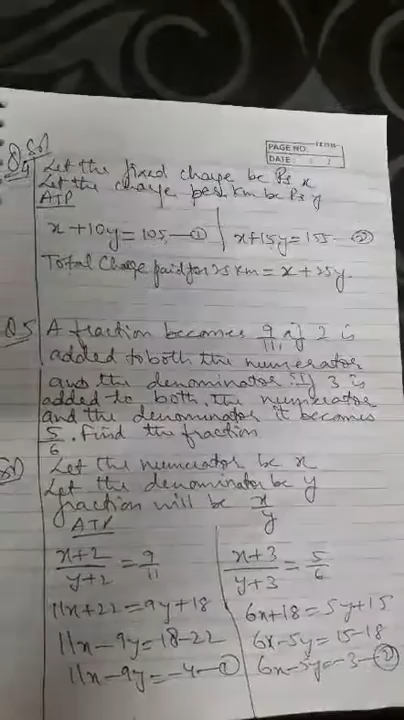 PAGE NO:
DATE:
Q4 Sol
Let the fixed charge be Rs x
Let the charge per km be Rs y
ATP
x + 10y = 105 — ① | x + 15y = 155 — ②
Total Charge paid for 25 km = x + 25y.
Q5 A fraction becomes 9/11, if 2 is
added to both the numerator
and the denominator. If 3 is
added to both the numerator
and the denominator it becomes
5/6. Find the fraction
Sol Let the numerator be x
Let the denominator be y
fraction will be x/y
ATP
x+2/y+2 = 9/11 | x+3/y+3 = 5/6
11x + 22 = 9y + 18 | 6x + 18 = 5y + 15
11x - 9y = 18 - 22 | 6x - 5y = 15 - 18
11x - 9y = -4 — ① | 6x - 5y = -3 — ②